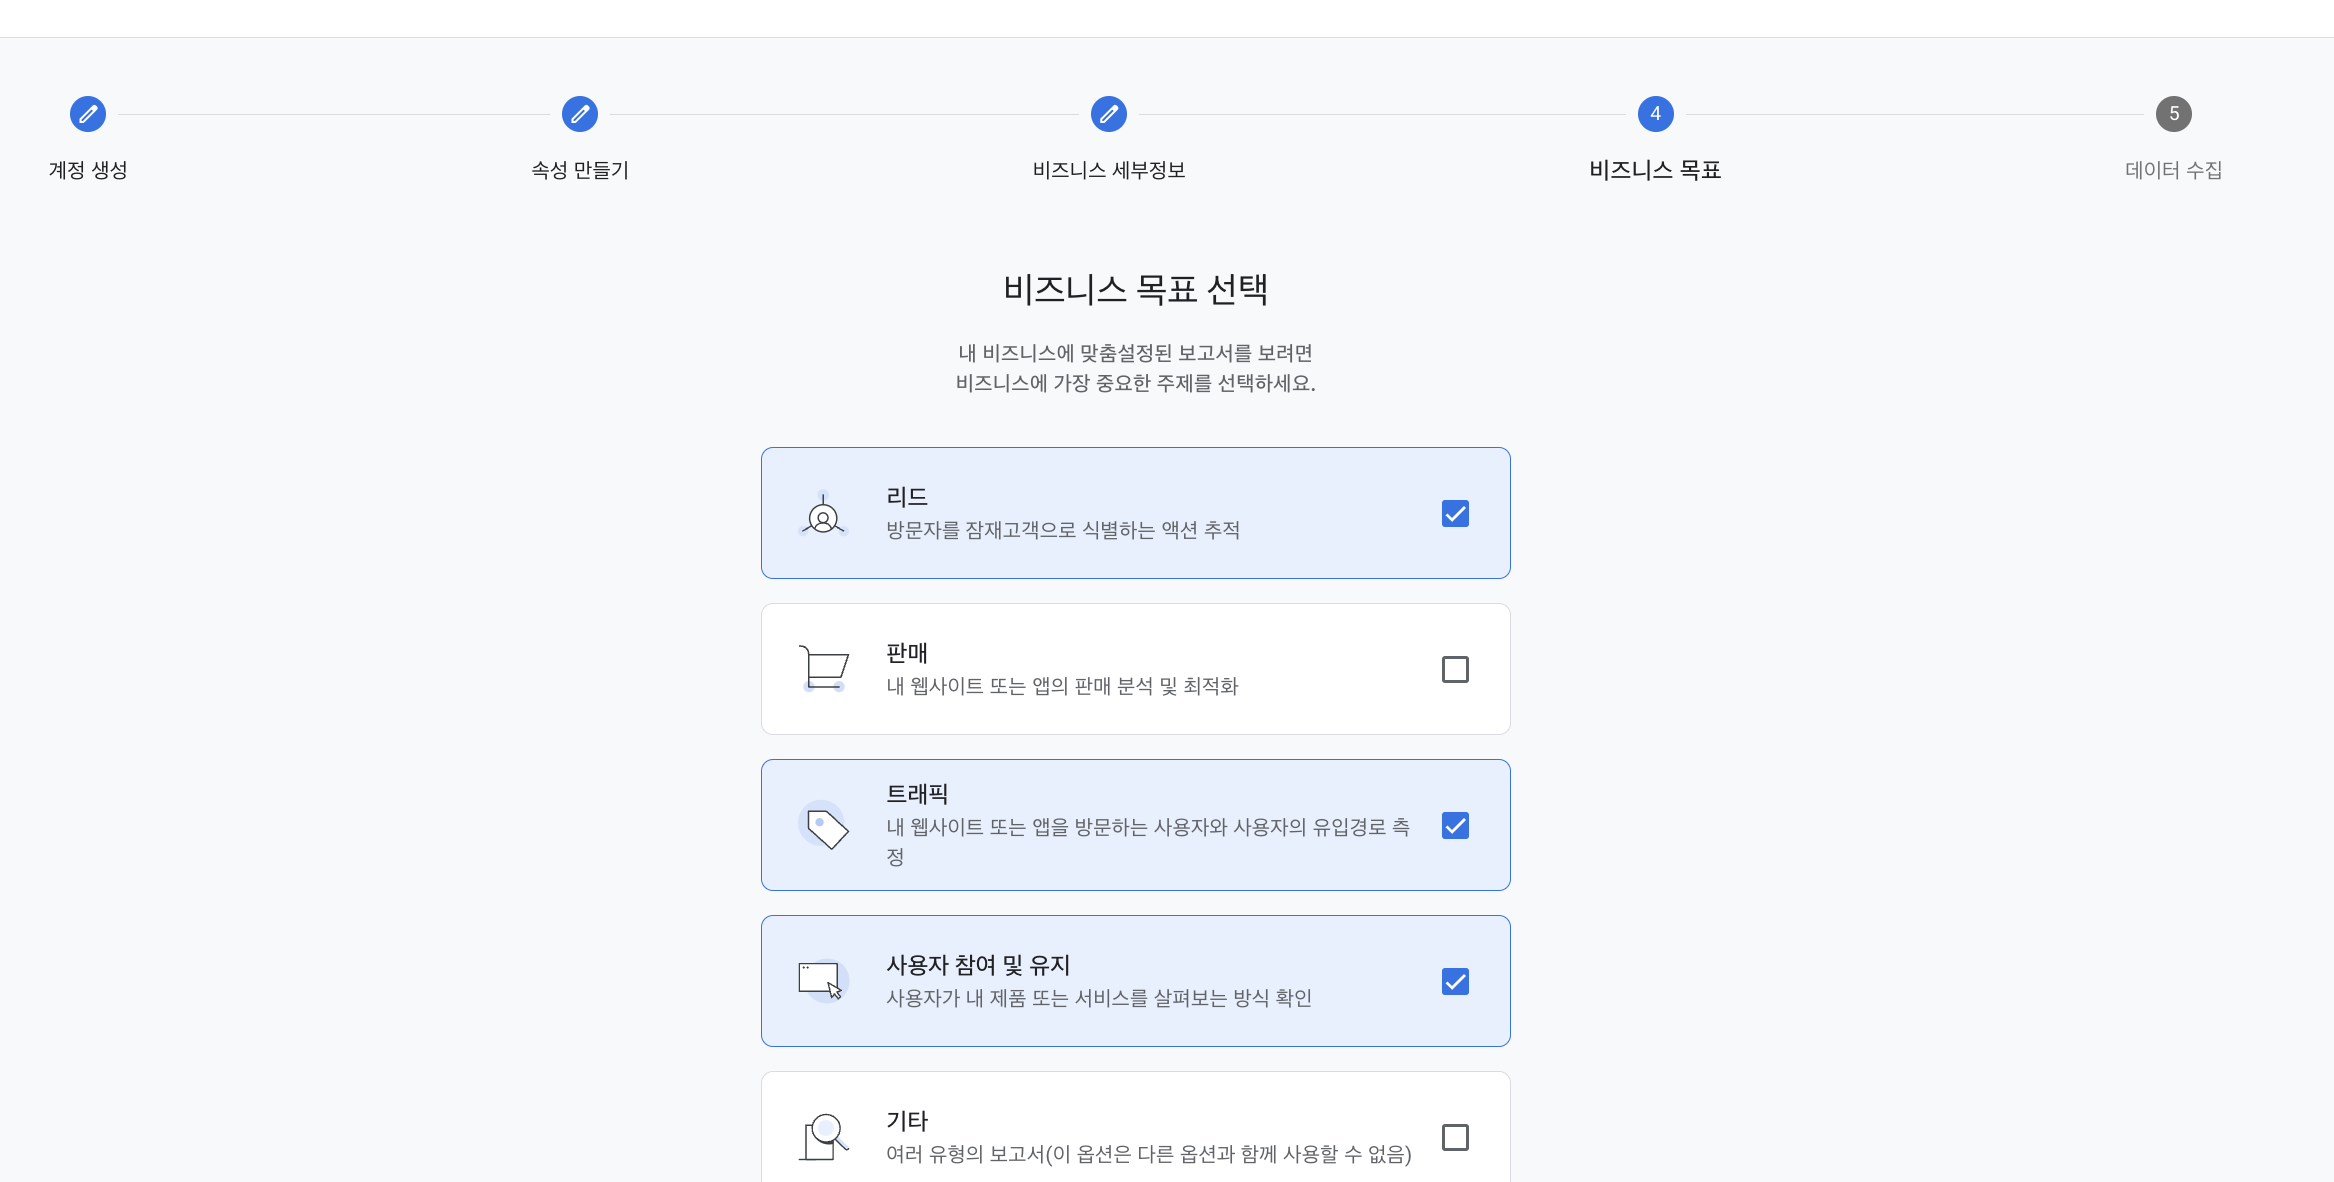 계정 생성
속성 만들기
비즈니스 세부정보
4
비즈니스 목표
5
데이터 수집
비즈니스 목표 선택
내 비즈니스에 맞춤설정된 보고서를 보려면
비즈니스에 가장 중요한 주제를 선택하세요.
리드
방문자를 잠재고객으로 식별하는 액션 추적
판매
내 웹사이트 또는 앱의 판매 분석 및 최적화
트래픽
내 웹사이트 또는 앱을 방문하는 사용자와 사용자의 유입경로 측
정
사용자 참여 및 유지
사용자가 내 제품 또는 서비스를 살펴보는 방식 확인
기타
여러 유형의 보고서(이 옵션은 다른 옵션과 함께 사용할 수 없음)